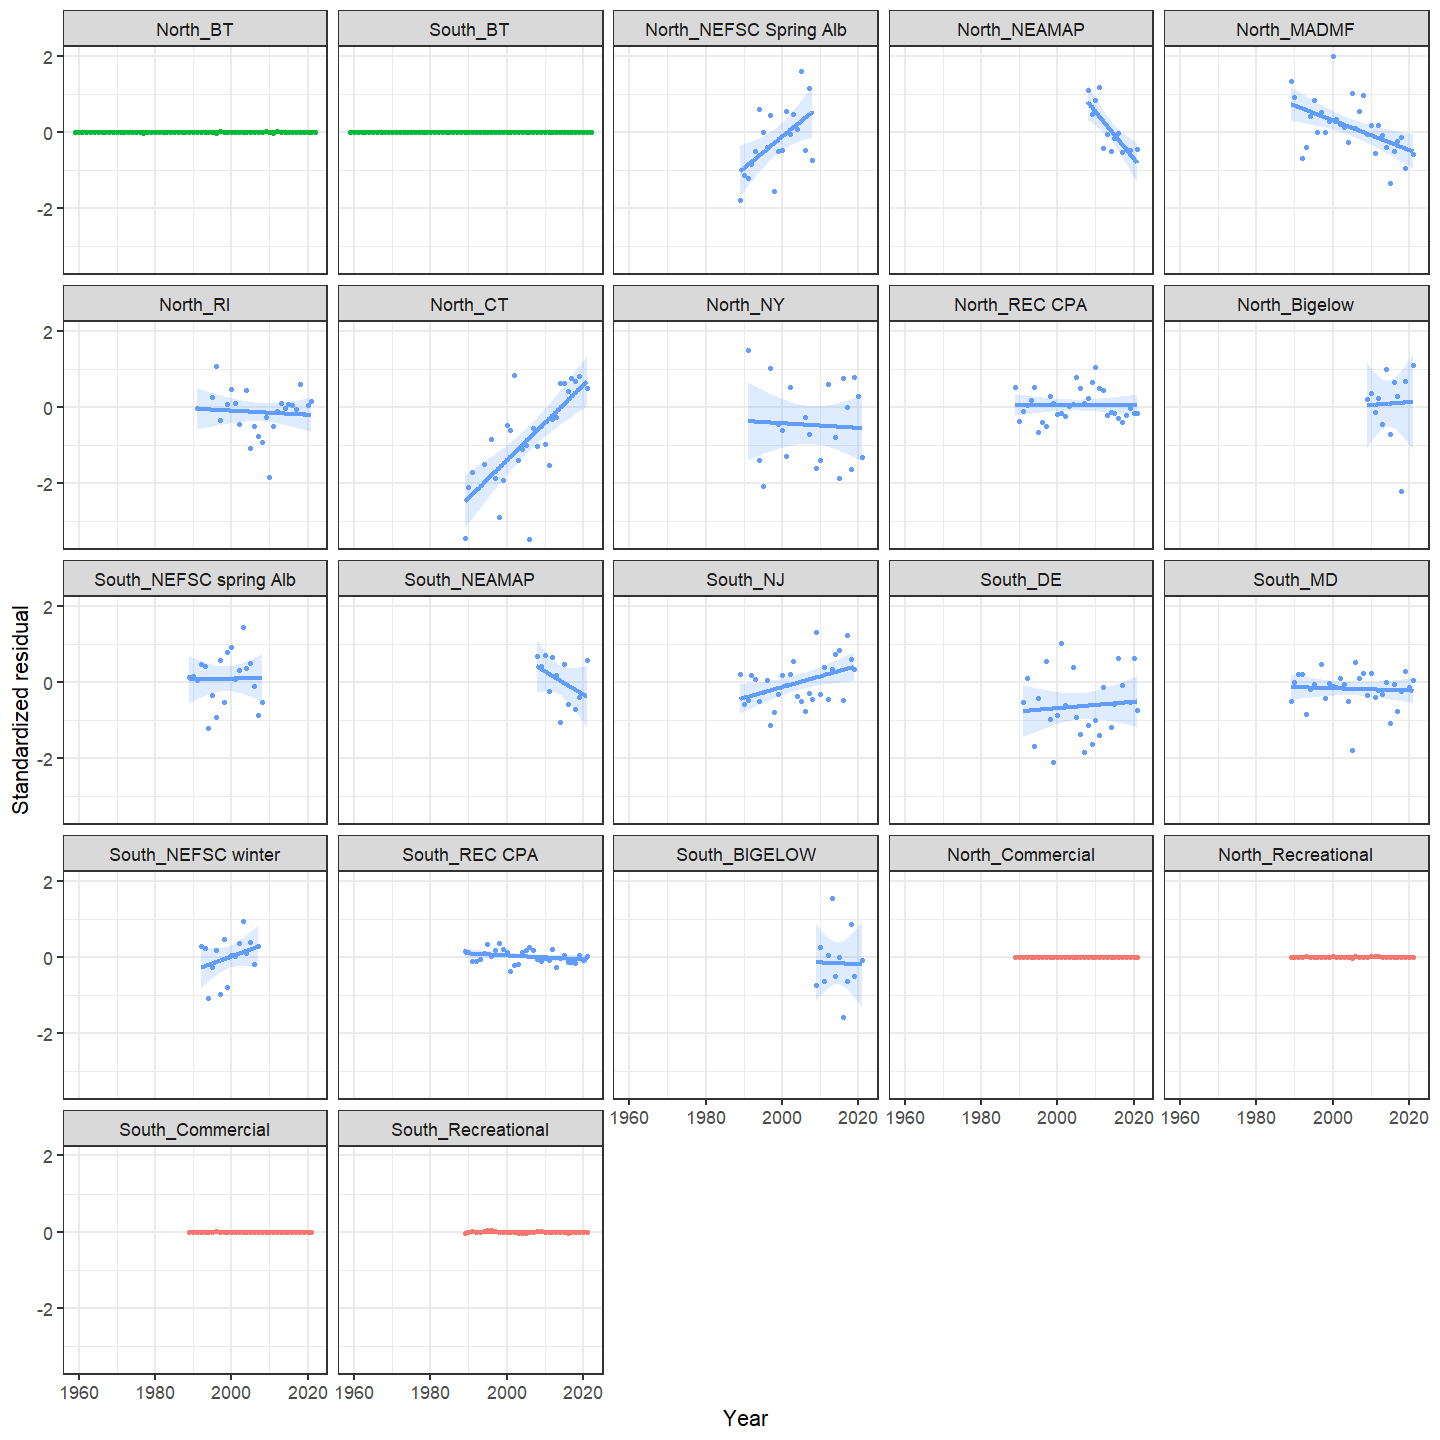 North_BT
South_BT
North_NEFSC Spring Alb
North_NEAMAP
North_MADMF
2
0
-2
North_RI
North_CT
North_NY
North_REC CPA
North_Bigelow
2
0
-2
South_NEFSC spring Alb
South_NEAMAP
South_NJ
South_DE
South_MD
2
0
-2
South_NEFSC winter
South_REC CPA
South_BIGELOW
North_Commercial
North_Recreational
2
0
-2
1960 1980 2000 2020
1960 1980 2000 2020
1960 1980 2000 2020
South_Commercial
South_Recreational
2
0
-2
1960 1980 2000 2020
1960 1980 2000 2020
Standardized residual
Year